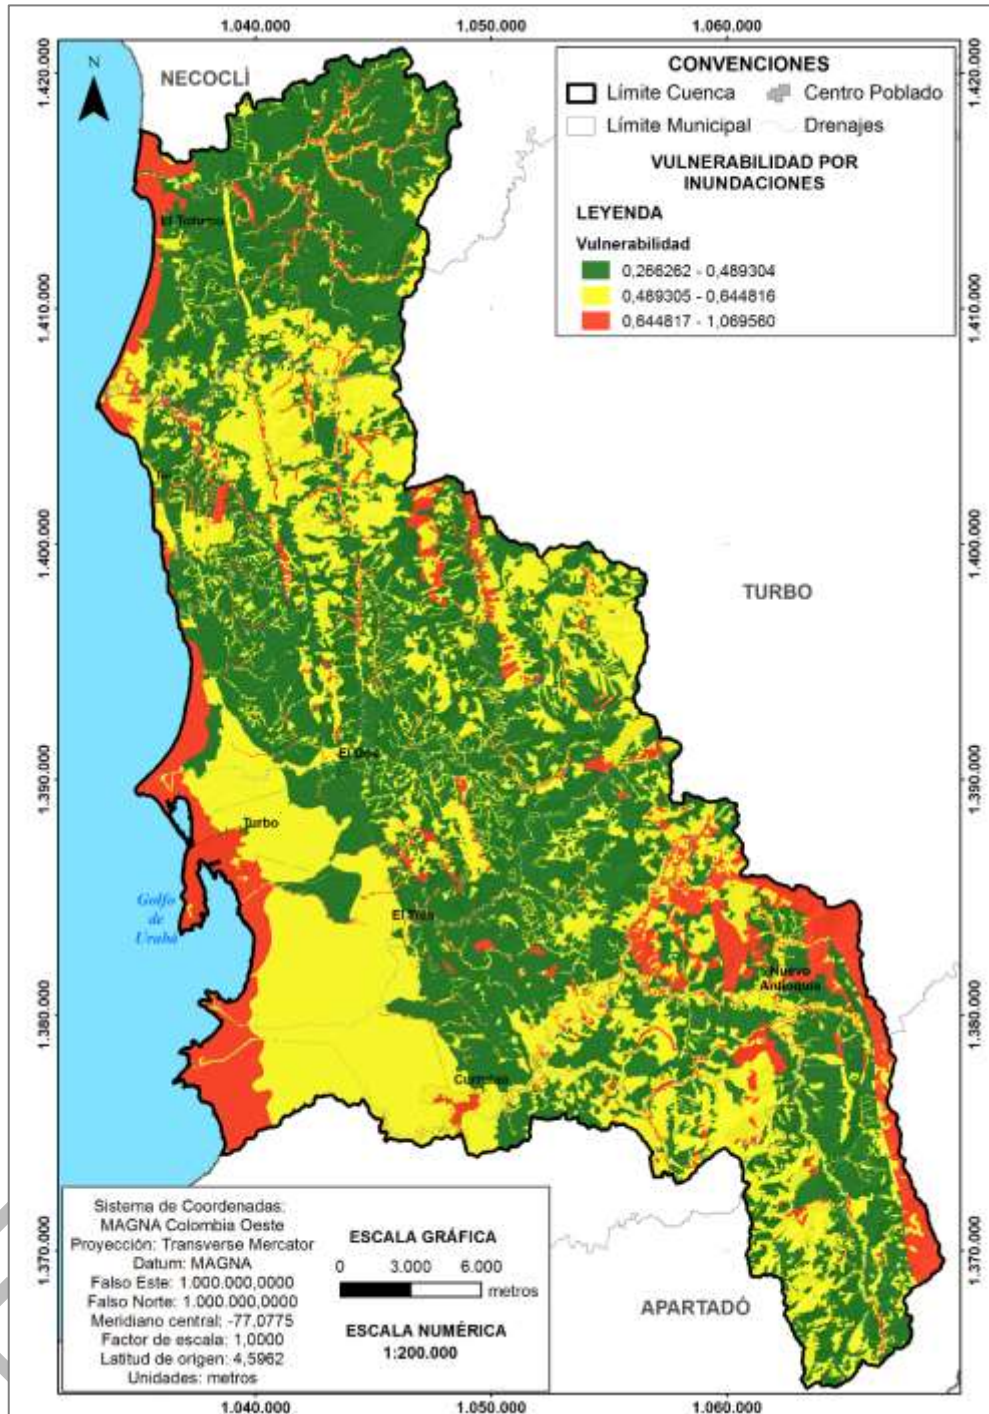 1.040.000
1.050.000
1.060.000
1.420.000
1.410.000
1.400.000
1.390.000
1.380.000
1.370.000
N
NECOCLÍ
CONVENCIONES
Límite Cuenca
Centro Poblado
Límite Municipal
Drenajes
VULNERABILIDAD POR
INUNDACIONES
LEYENDA
Vulnerabilidad
0,266262 - 0,489304
0,489305 - 0,644816
0,644817 - 1,069560
1.420.000
1.410.000
1.400.000
1.390.000
1.380.000
1.370.000
TURBO
El Dos
Turbo
Golfo
de
Urabá
El Tres
Nuevo
Antioquia
Currulao
APARTADÓ
Sistema de Coordenadas:
MAGNA Colombia Oeste
Proyección: Transverse Mercator
Datum: MAGNA
Falso Este: 1.000.000,0000
Falso Norte: 1.000.000,0000
Meridiano central: -77,0775
Factor de escala: 1,0000
Latitud de origen: 4,5962
Unidades: metros
ESCALA GRÁFICA
0 3.000 6.000
metros
ESCALA NUMÉRICA
1:200.000
1.040.000
1.050.000
1.060.000